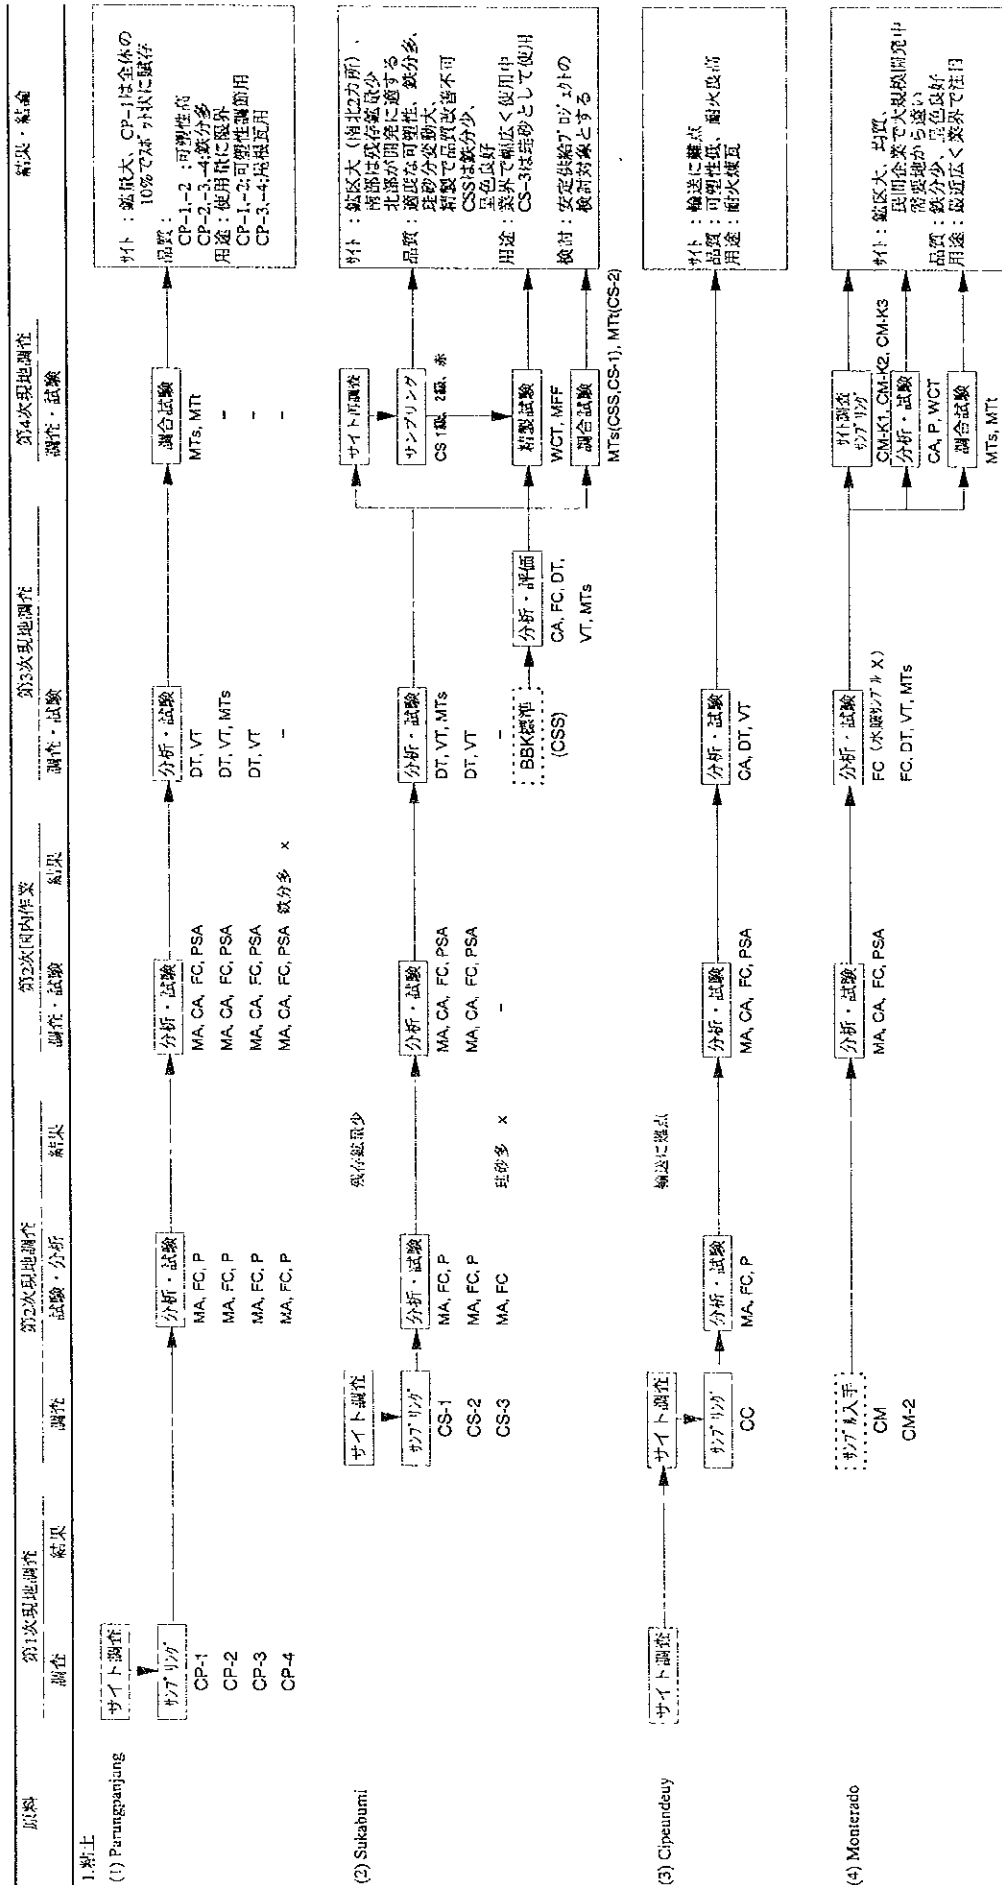 原料
第1次現地調査
調査
結果
第2次現地調査
調査
試験・分析
結果
第2次国内作業
調査・試験
結果
第3次現地調査
調査・試験
第4次現地調査
調査・試験
結果・結論
1.粘土
(1) Parungpanjang
サイト調査
サンプリング
CP-1
CP-2
CP-3
CP-4
分析・試験
MA, FC, P
MA, FC, P
MA, FC, P
MA, FC, P
分析・試験
MA, CA, FC, PSA
MA, CA, FC, PSA
MA, CA, FC, PSA
MA, CA, FC, PSA 鉄分多 x
分析・試験
DT, VT
DT, VT, MTs
DT, VT
-
調合試験
MTs, MTt
-
-
-
サイト:鉱量大、CP-1は全体の
10%でスポット状に賦存
品質:
CP-1,-2 :可塑性高
CP-2,-3,-4:鉄分多
用途:使用量に限界
CP-1,-2;可塑性調節用
CP-3,-4;屋根瓦用
(2) Sukabumi
サイト調査
サンプリング
CS-1
CS-2
CS-3
分析・試験
MA, FC, P
MA, FC, P
MA, FC
残存鉱量少
珪砂多 x
分析・試験
MA, CA, FC, PSA
MA, CA, FC, PSA
-
分析・試験
DT, VT, MTs
DT, VT
-
BBK標準
(CSS)
分析・評価
CA, FC, DT,
VT, MTs
サイト再調査
サンプリング
CS 1級、2級、赤
精製試験
WCT, MFF
調合試験
MTs(CSS,CS-1), MTt(CS-2)
サイト:鉱区大(南北2カ所)、
南部は残存鉱量少
北部が開発に適する
品質:適度な可塑性、鉄分多、
珪砂分変動大、
精製で品質改善不可
CSSは鉄分少、
呈色良好
用途:業界で幅広く使用中
CS-3は珪砂として使用
検討:安定供給プロジェクトの
検討対象とする
(3) Cipeundeuy
サイト調査
サイト調査
サンプリング
CC
分析・試験
MA, FC, P
輸送に難点
分析・試験
MA, CA, FC, PSA
分析・試験
CA, DT, VT
サイト:輸送に難点
品質:可塑性低、耐火度高
用途:耐火煉瓦
(4) Monterado
サンプル入手
CM
CM-2
分析・試験
MA, CA, FC, PSA
分析・試験
FC(水簸サンプル X)
FC, DT, VT, MTs
サイト調査
サンプリング
CM-K1, CM-K2, CM-K3
分析・試験
CA, P, WCT
調合試験
MTs, MTt
サイト:鉱区大、均質、
民間企業で大規模開発中
需要地から遠い
品質:鉄分少、呈色良好
用途:最近広く業界で注目